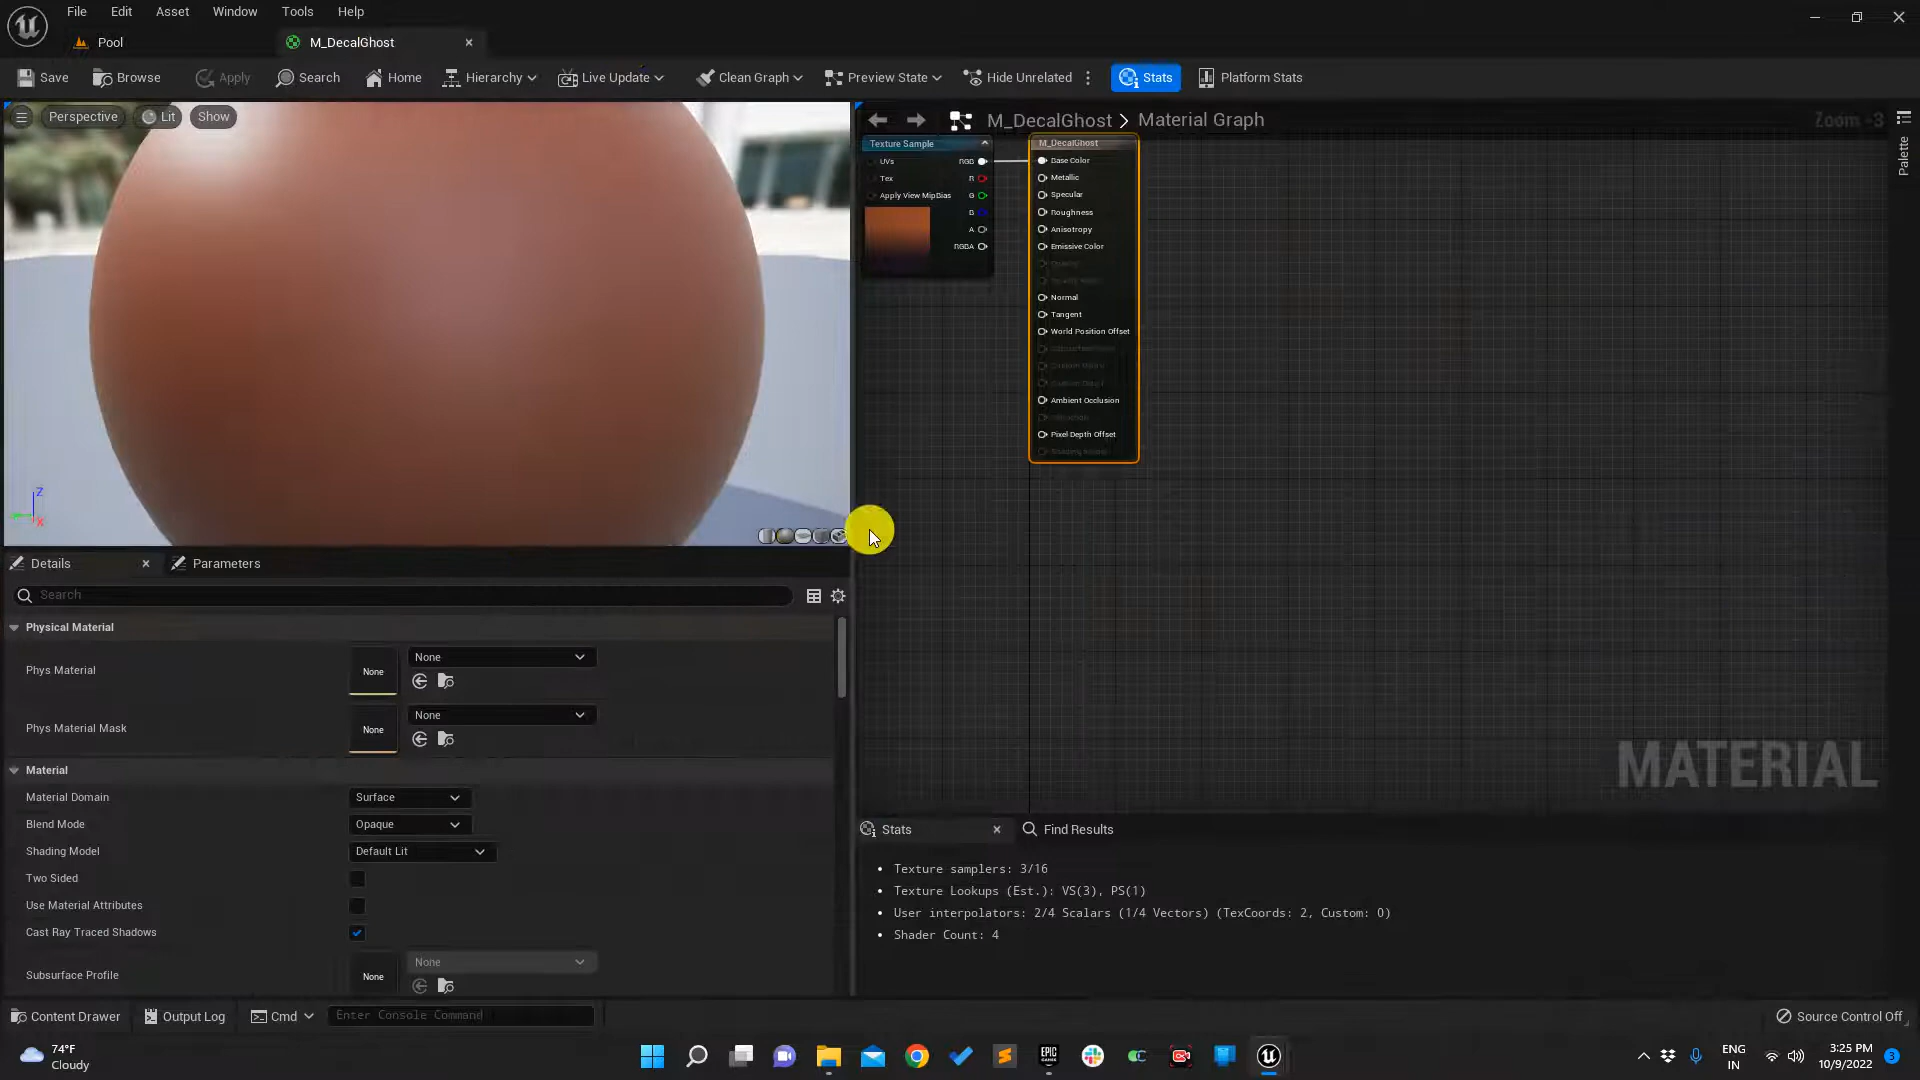 File Edit Asset Window Tools Help
Pool
M_DecalGhost
Save Browse Apply Search Home Hierarchy Live Update Clean Graph Preview State Hide Unrelated Stats Platform Stats
Perspective Lit Show
M_DecalGhost > Material Graph
Zoom -3
Palette
Texture Sample
UVs RGB
Tex R
Apply View MipBias G
B
A
RGBA
M_DecalGhost
Base Color
Metallic
Specular
Roughness
Anisotropy
Emissive Color
Normal
Tangent
World Position Offset
Ambient Occlusion
Pixel Depth Offset
Z
X
MATERIAL
Details
Parameters
Search
Physical Material
Phys Material None None
Phys Material Mask None None
Material
Material Domain Surface
Blend Mode Opaque
Shading Model Default Lit
Two Sided
Use Material Attributes
Cast Ray Traced Shadows
Subsurface Profile None None
Stats
Find Results
Texture samplers: 3/16
Texture Lookups (Est.): VS(3), PS(1)
User interpolators: 2/4 Scalars (1/4 Vectors) (TexCoords: 2, Custom: 0)
Shader Count: 4
Content Drawer Output Log Cmd Enter Console Command
Source Control Off
74°F
Cloudy
EPIC
ENG
IN
3:25 PM
10/9/2022
3